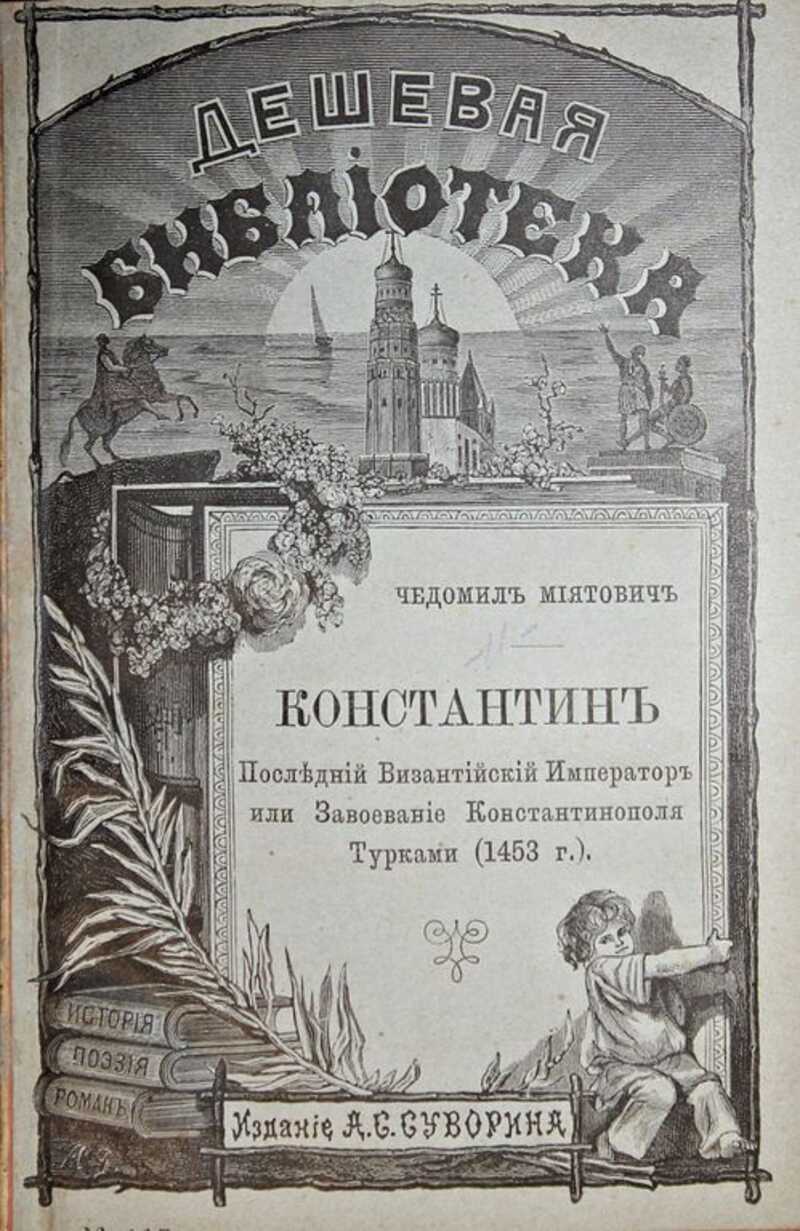 ДЕШЕВАЯ
БИБЛІОТЕКА
ЧЕДОМИЛЪ МІЯТОВИЧЪ
КОНСТАНТИНЪ
Послѣдній Византійскій Императоръ
или Завоеваніе Константинополя
Турками (1453 г.).
ИСТОРІЯ
ПОЭЗІЯ
РОМАНЪ
Изданіе А.С.СУВОРИНА